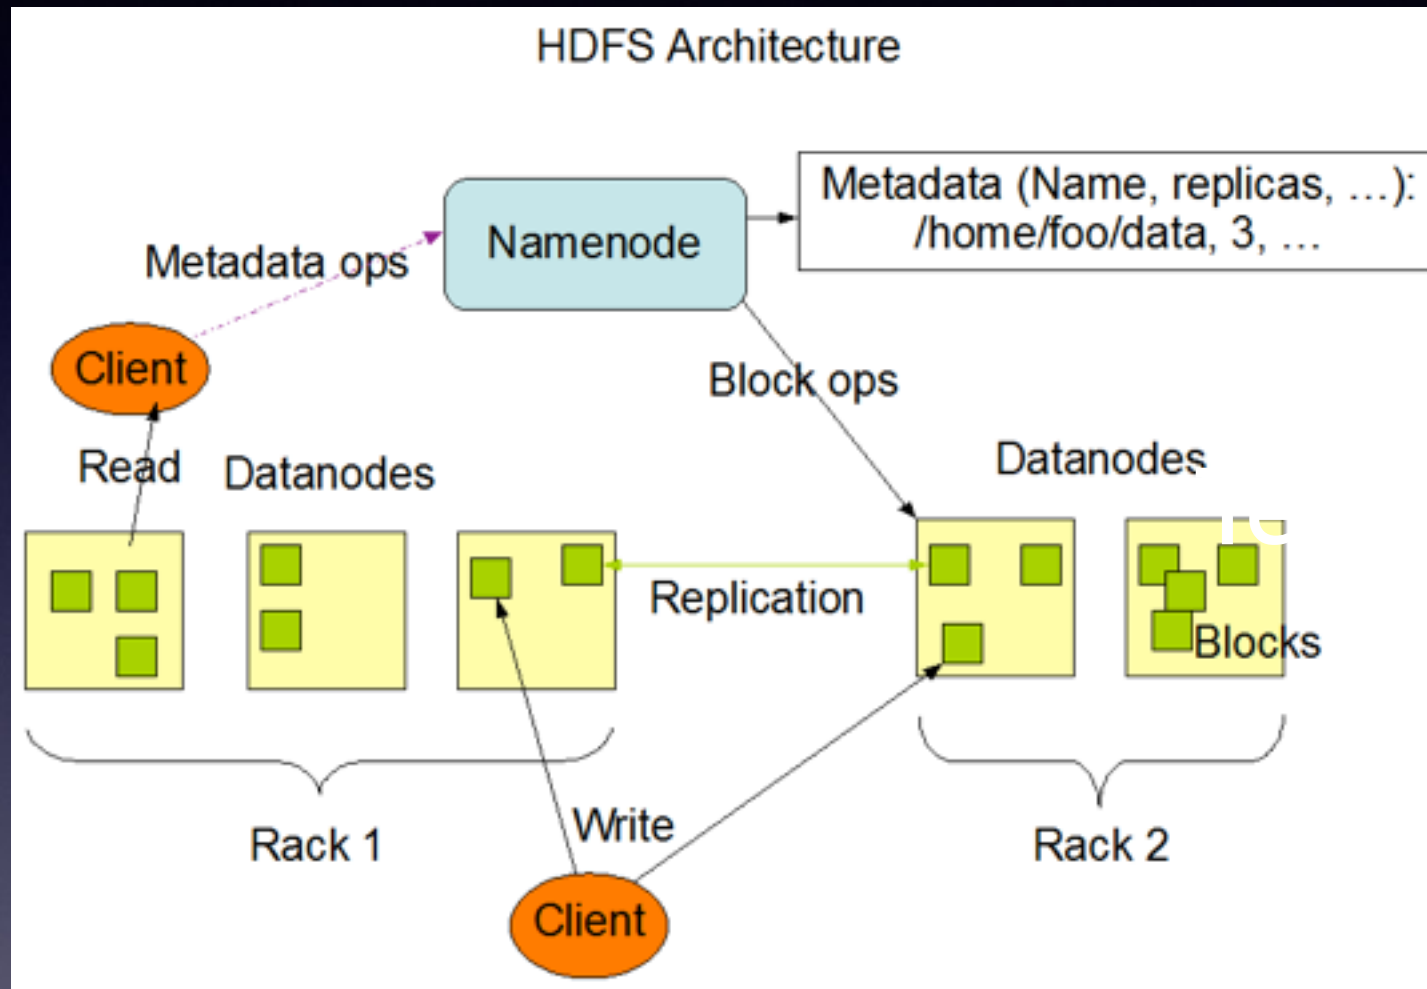 HDFS Architecture
Metadata (Name, replicas, ...):
/home/foo/data, 3, ...
Namenode
Metadata ops
Client
Block ops
Read
Datanodes
Datanodes
Replication
Blocks
Rack 1
Write
Rack 2
Client